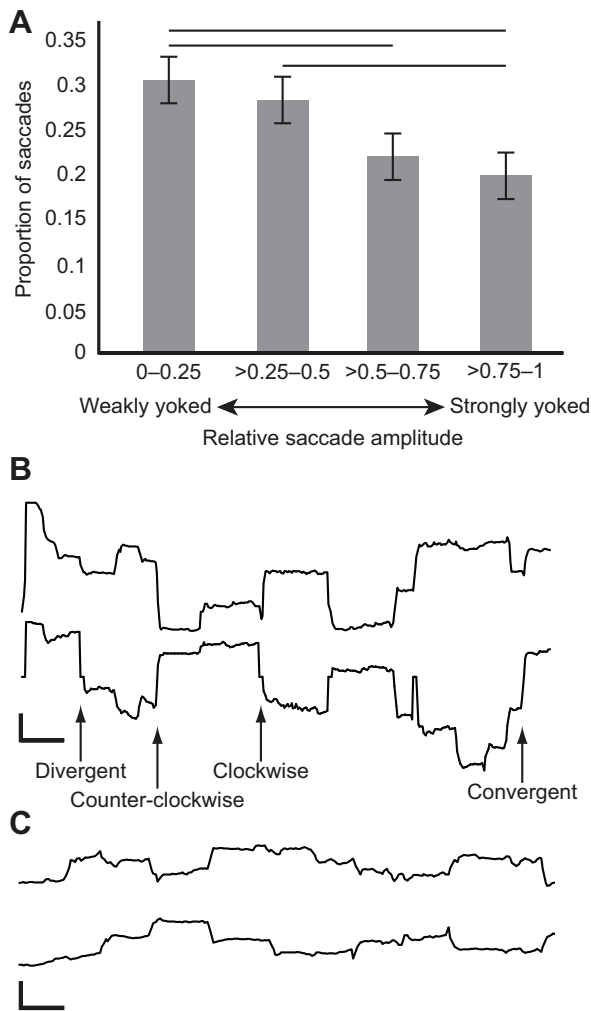 A
Proportion of saccades
0.35
0.3
0.25
0.2
0.15
0.1
0.05
0
0–0.25 >0.25–0.5 >0.5–0.75 >0.75–1
Weakly yoked Strongly yoked
Relative saccade amplitude
B
Divergent Clockwise
Counter-clockwise Convergent
C